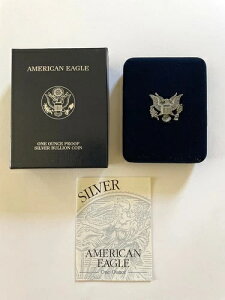 AMERICAN EAGLE
ONE OUNCE PROOF
SILVER BULLION COIN
SILVER
AMERICAN
EAGLE
One Ounce